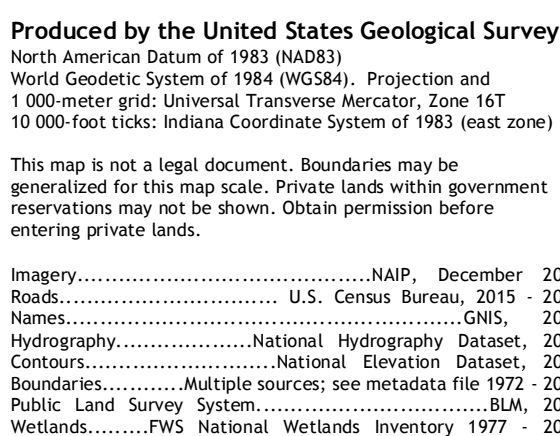 Produced by the United States Geological Survey
North American Datum of 1983 (NAD83)
World Geodetic System of 1984 (WGS84). Projection and
1 000-meter grid: Universal Transverse Mercator, Zone 16T
10 000-foot ticks: Indiana Coordinate System of 1983 (east zone)
This map is not a legal document. Boundaries may be
generalized for this map scale. Private lands within government
reservations may not be shown. Obtain permission before
entering private lands.
Imagery..........................................NAIP, December 20
Roads............................... U.S. Census Bureau, 2015 - 20
Names.........................................................GNIS, 20
Hydrography....................National Hydrography Dataset, 20
Contours............................National Elevation Dataset, 20
Boundaries............Multiple sources; see metadata file 1972 - 20
Public Land Survey System..................................BLM, 20
Wetlands.........FWS National Wetlands Inventory 1977 - 20